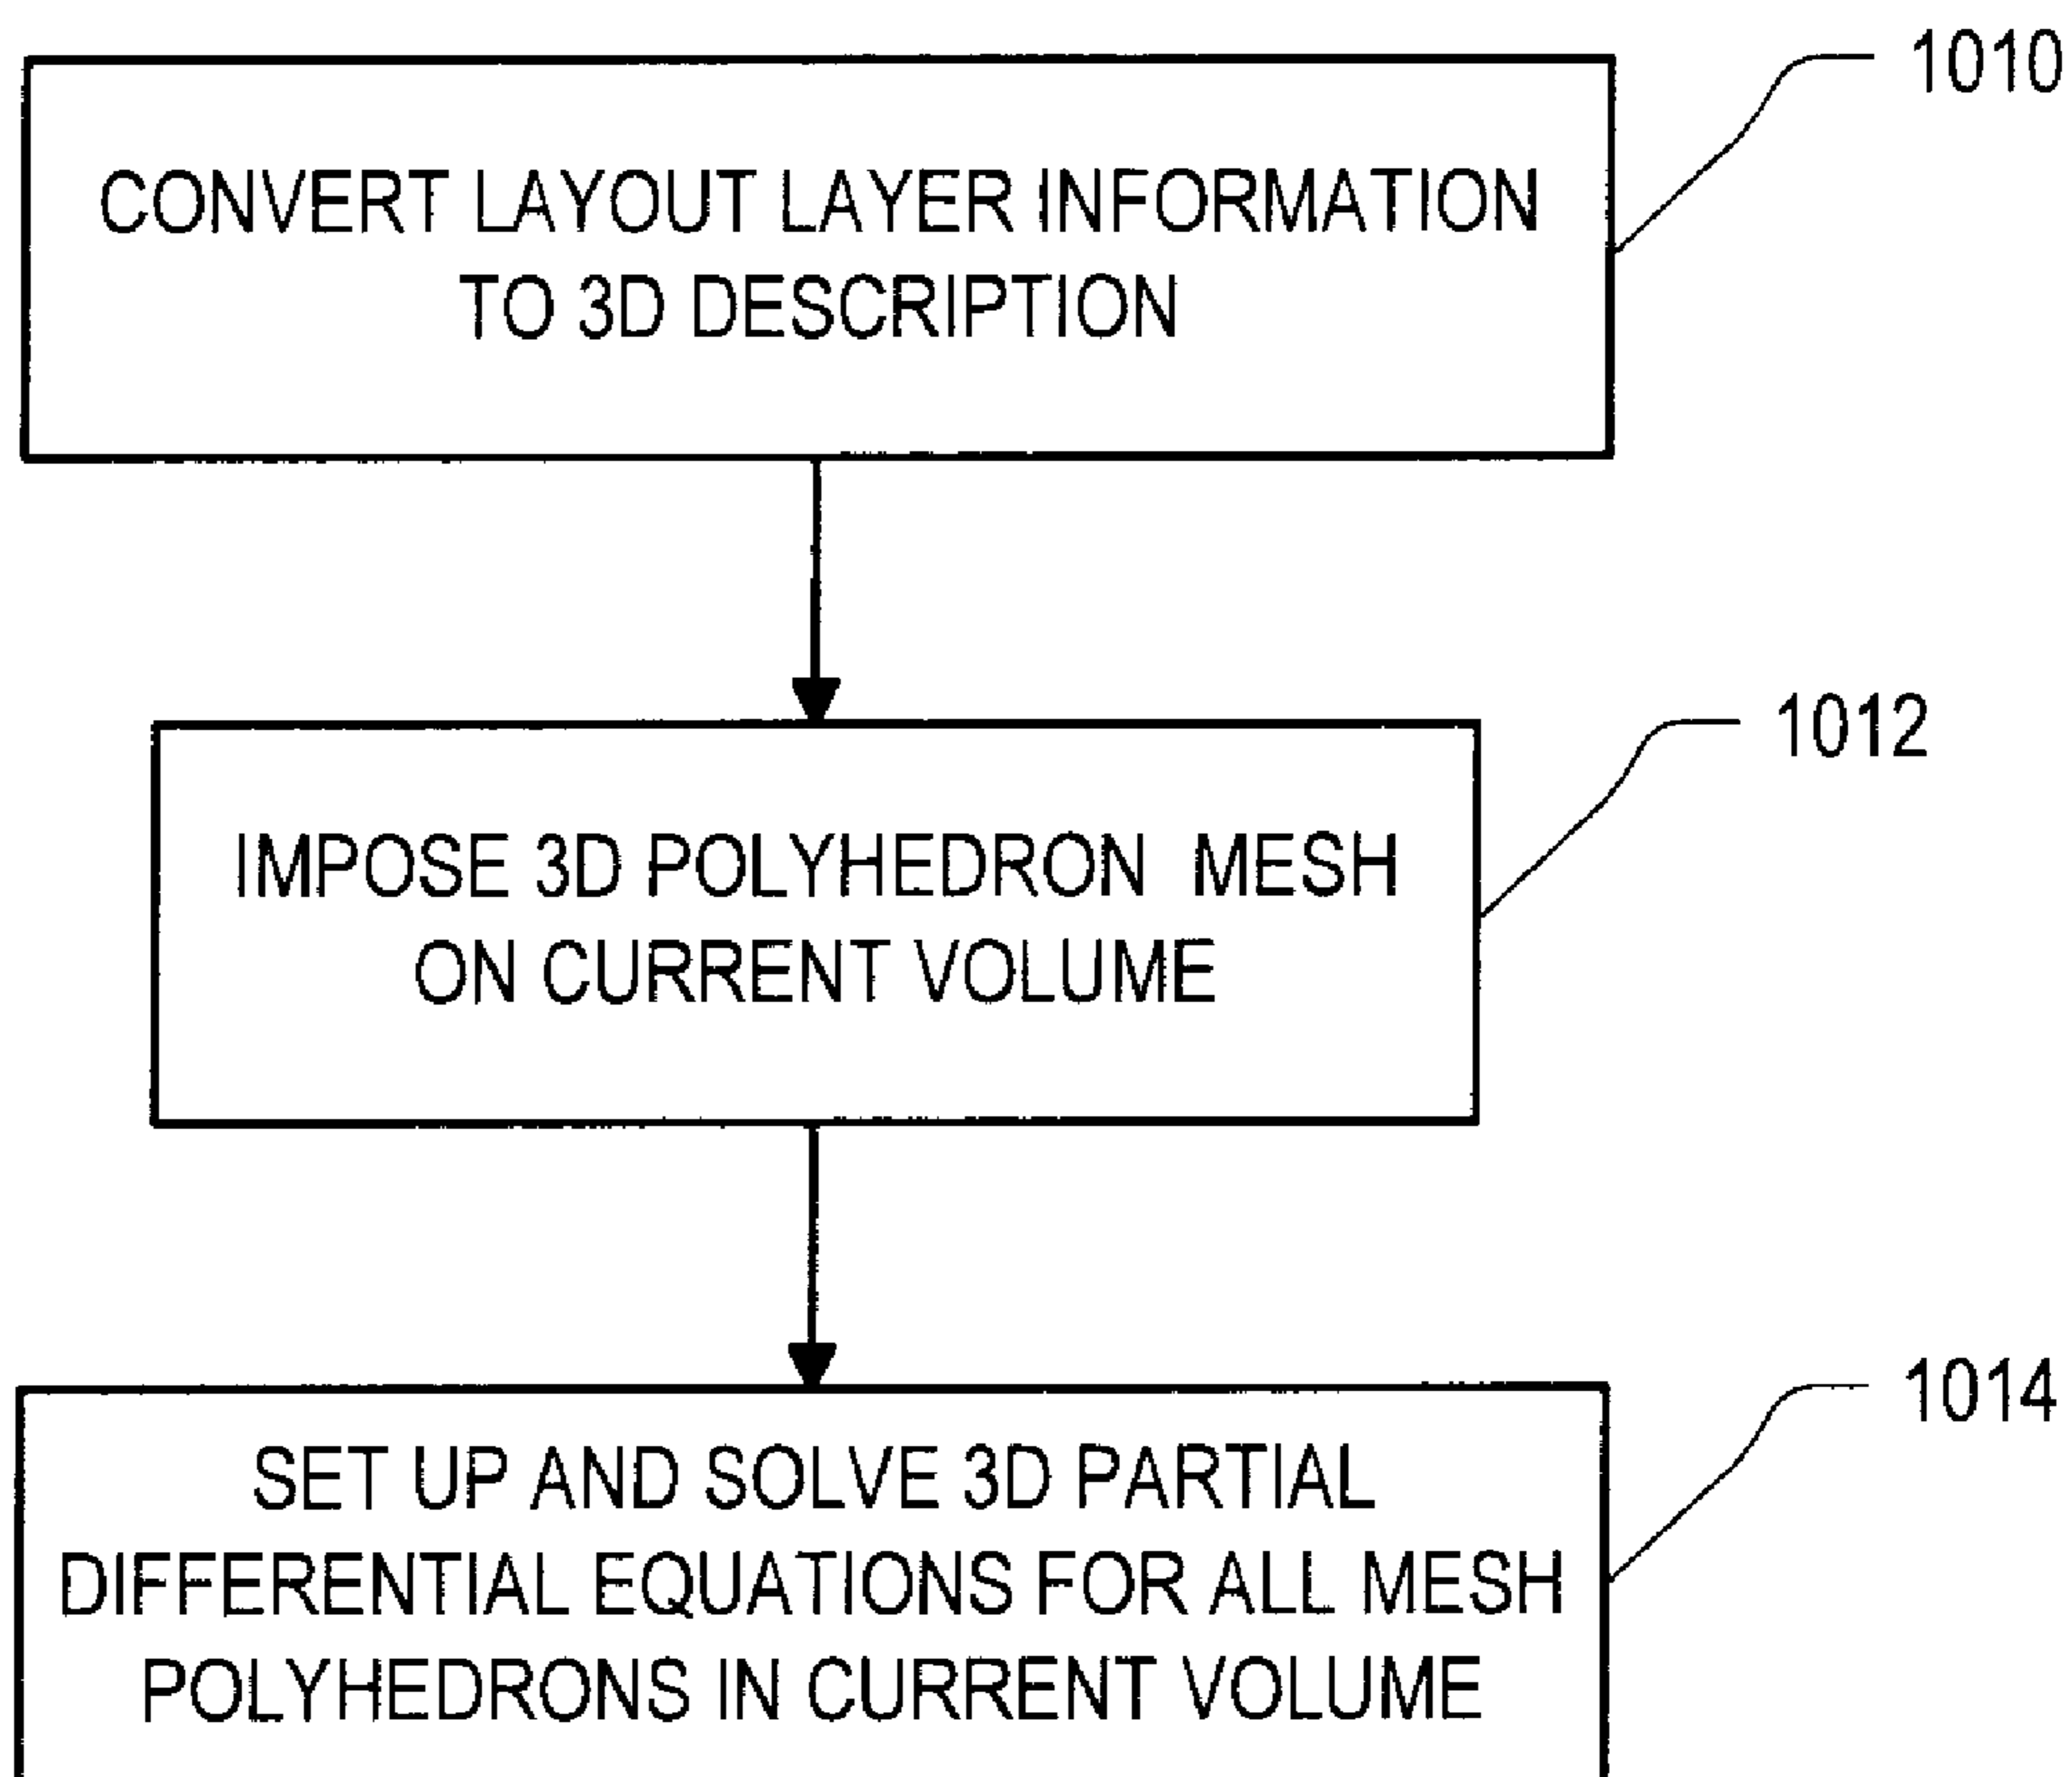 1010
CONVERT LAYOUT LAYER INFORMATION
TO 3D DESCRIPTION
1012
IMPOSE 3D POLYHEDRON MESH
ON CURRENT VOLUME
1014
SET UP AND SOLVE 3D PARTIAL
DIFFERENTIAL EQUATIONS FOR ALL MESH
POLYHEDRONS IN CURRENT VOLUME